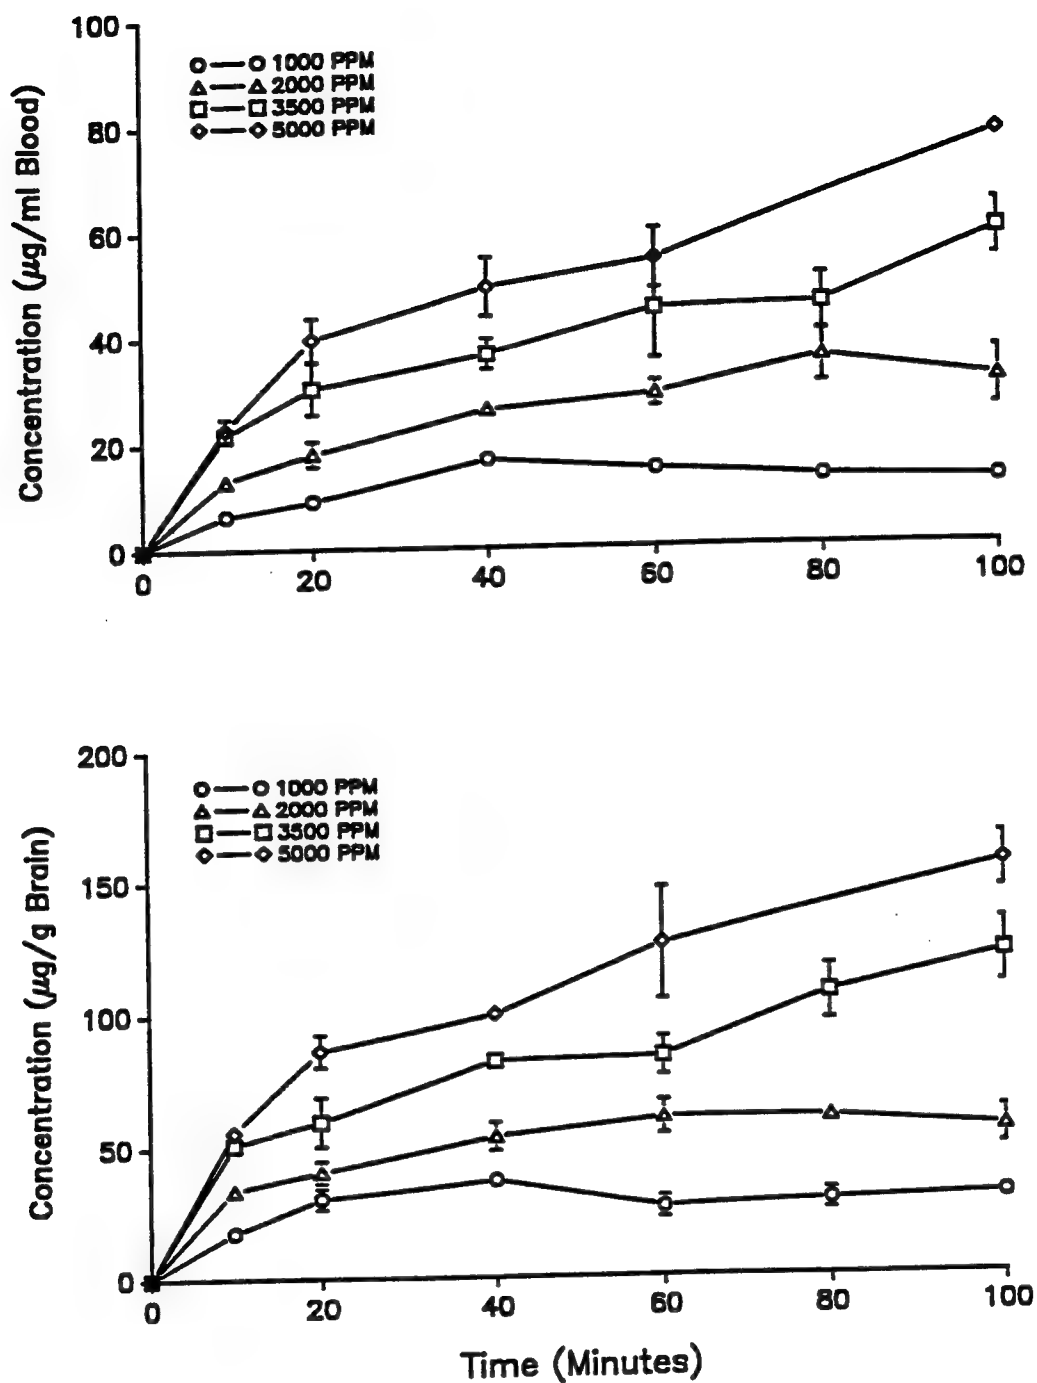 100
80
60
40
20
0
Concentration (µg/ml Blood)
1000 PPM
2000 PPM
3500 PPM
5000 PPM
0 20 40 60 80 100
200
150
100
50
0
Concentration (µg/g Brain)
1000 PPM
2000 PPM
3500 PPM
5000 PPM
0 20 40 60 80 100
Time (Minutes)